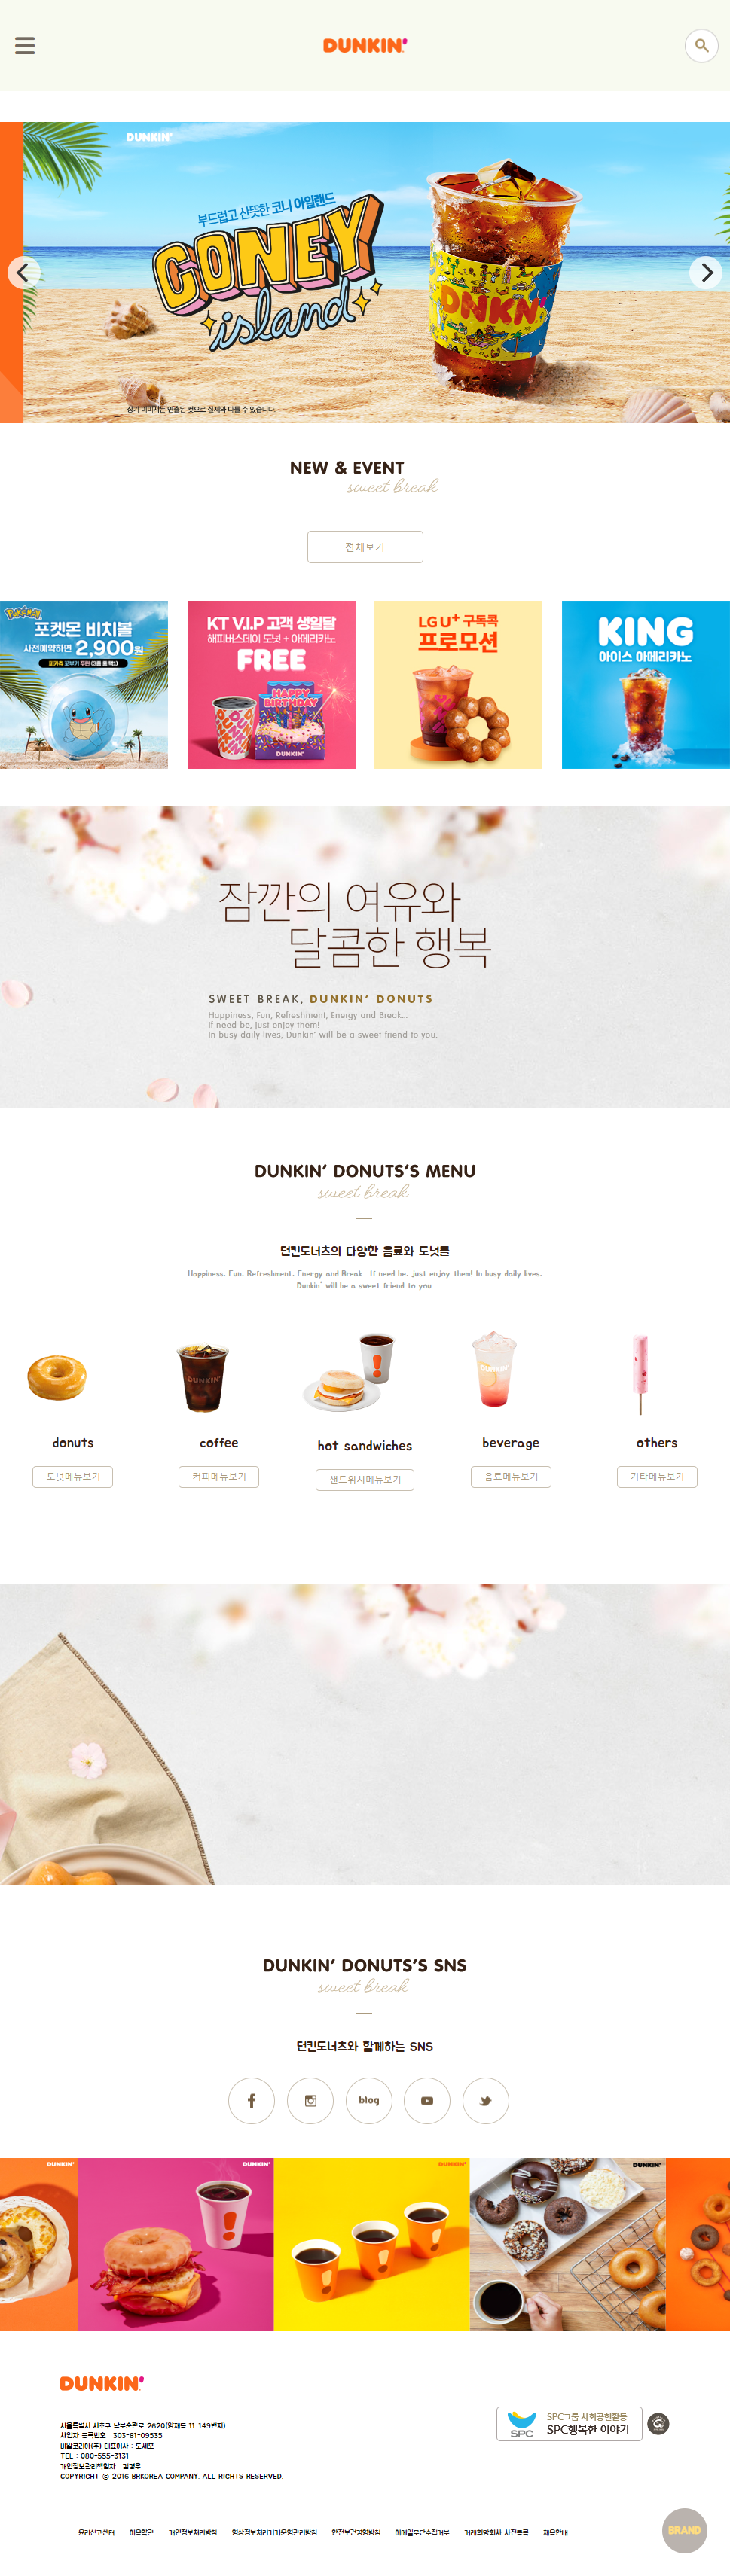 DUNKIN'
DUNKIN'
부드럽고 산뜻한 코니 아일랜드
CONEY
island
DNKN'
상기 이미지는 연출된 컷으로 실제와 다를 수 있습니다
NEW & EVENT
sweet break
전체보기
Pokémon
포켓몬 비치볼
사전예약하면 2,900원
KT V.I.P 고객 생일달
해피버스데이 도넛 + 아메리카노
FREE
HAPPY
BIRTHDAY
DUNKIN'
LG U+ 구독콕
프로모션
KING
아이스 아메리카노
잠깐의 여유와
달콤한 행복
SWEET BREAK, DUNKIN' DONUTS
Happiness, Fun, Refreshment, Energy and Break...
If need be, just enjoy them!
In busy daily lives, Dunkin' will be a sweet friend to you.
DUNKIN' DONUTS'S MENU
sweet break
던킨도너츠의 다양한 음료와 도넛들
Happiness. Fun. Refreshment. Energy and Break.. If need be. just enjoy them! In busy daily lives.
Dunkin' will be a sweet friend to you.
DUNKIN'
DUNKIN'
donuts
coffee
hot sandwiches
beverage
others
도넛메뉴보기
커피메뉴보기
샌드위치메뉴보기
음료메뉴보기
기타메뉴보기
DUNKIN' DONUTS'S SNS
sweet break
던킨도너츠와 함께하는 SNS
blog
DUNKIN'
DUNKIN'
DUNKIN'
DUNKIN'
DUNKIN'
서울특별시 서초구 남부순환로 2620(양재동 11-149번지)
사업자 등록번호 : 303-81-09535
비알코리아(주) 대표이사 : 도세호
TEL : 080-555-3131
개인정보관리책임자 : 김경우
COPYRIGHT ⓒ 2016 BRKOREA COMPANY. ALL RIGHTS RESERVED.
SPC
SPC그룹 사회공헌활동
SPC행복한 이야기
윤리신고센터
이용약관
개인정보처리방침
영상정보처리기기운영관리방침
안전보건경영방침
이메일무단수집거부
거래희망회사 사전등록
채용안내
BRAND